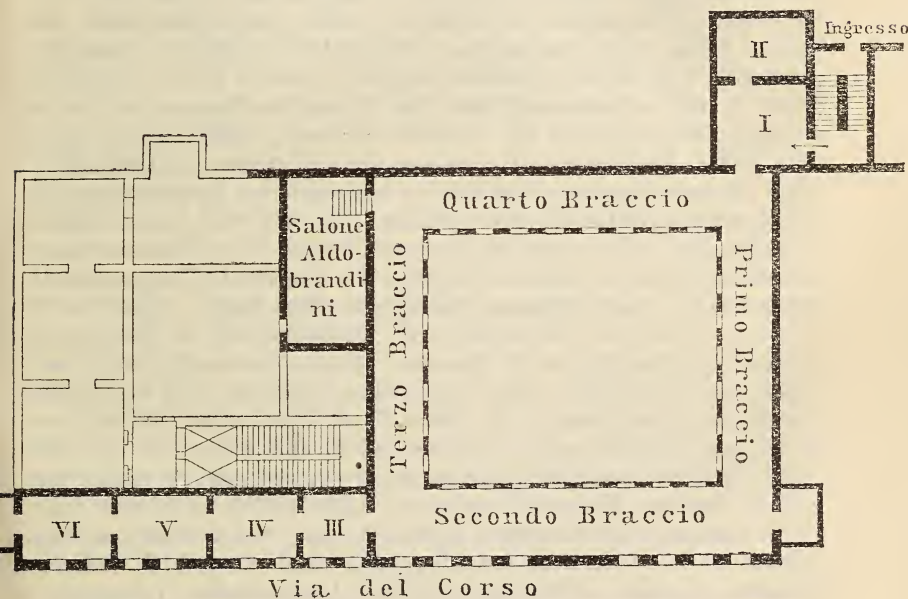 Ingresso
II
I
Quarto Braccio
Salone
Aldo-
brandi-
ni
Terzo Braccio
Primo Braccio
Secondo Braccio
VI
V
IV
III
Via del Corso